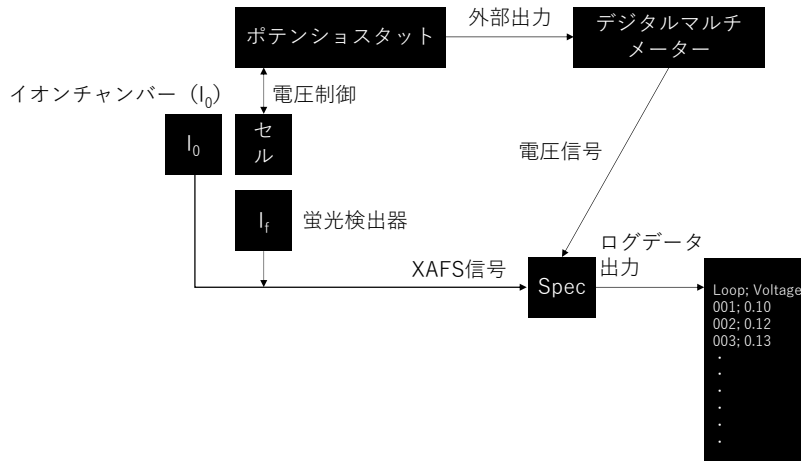 ポテンショスタット
外部出力
デジタルマルチ
メーター
イオンチャンバー（I0）
電圧制御
I0
セ
ル
電圧信号
If
蛍光検出器
XAFS信号
Spec
ログデータ
出力
Loop; Voltage
001; 0.10
002; 0.12
003; 0.13
・
・
・
・
・
・